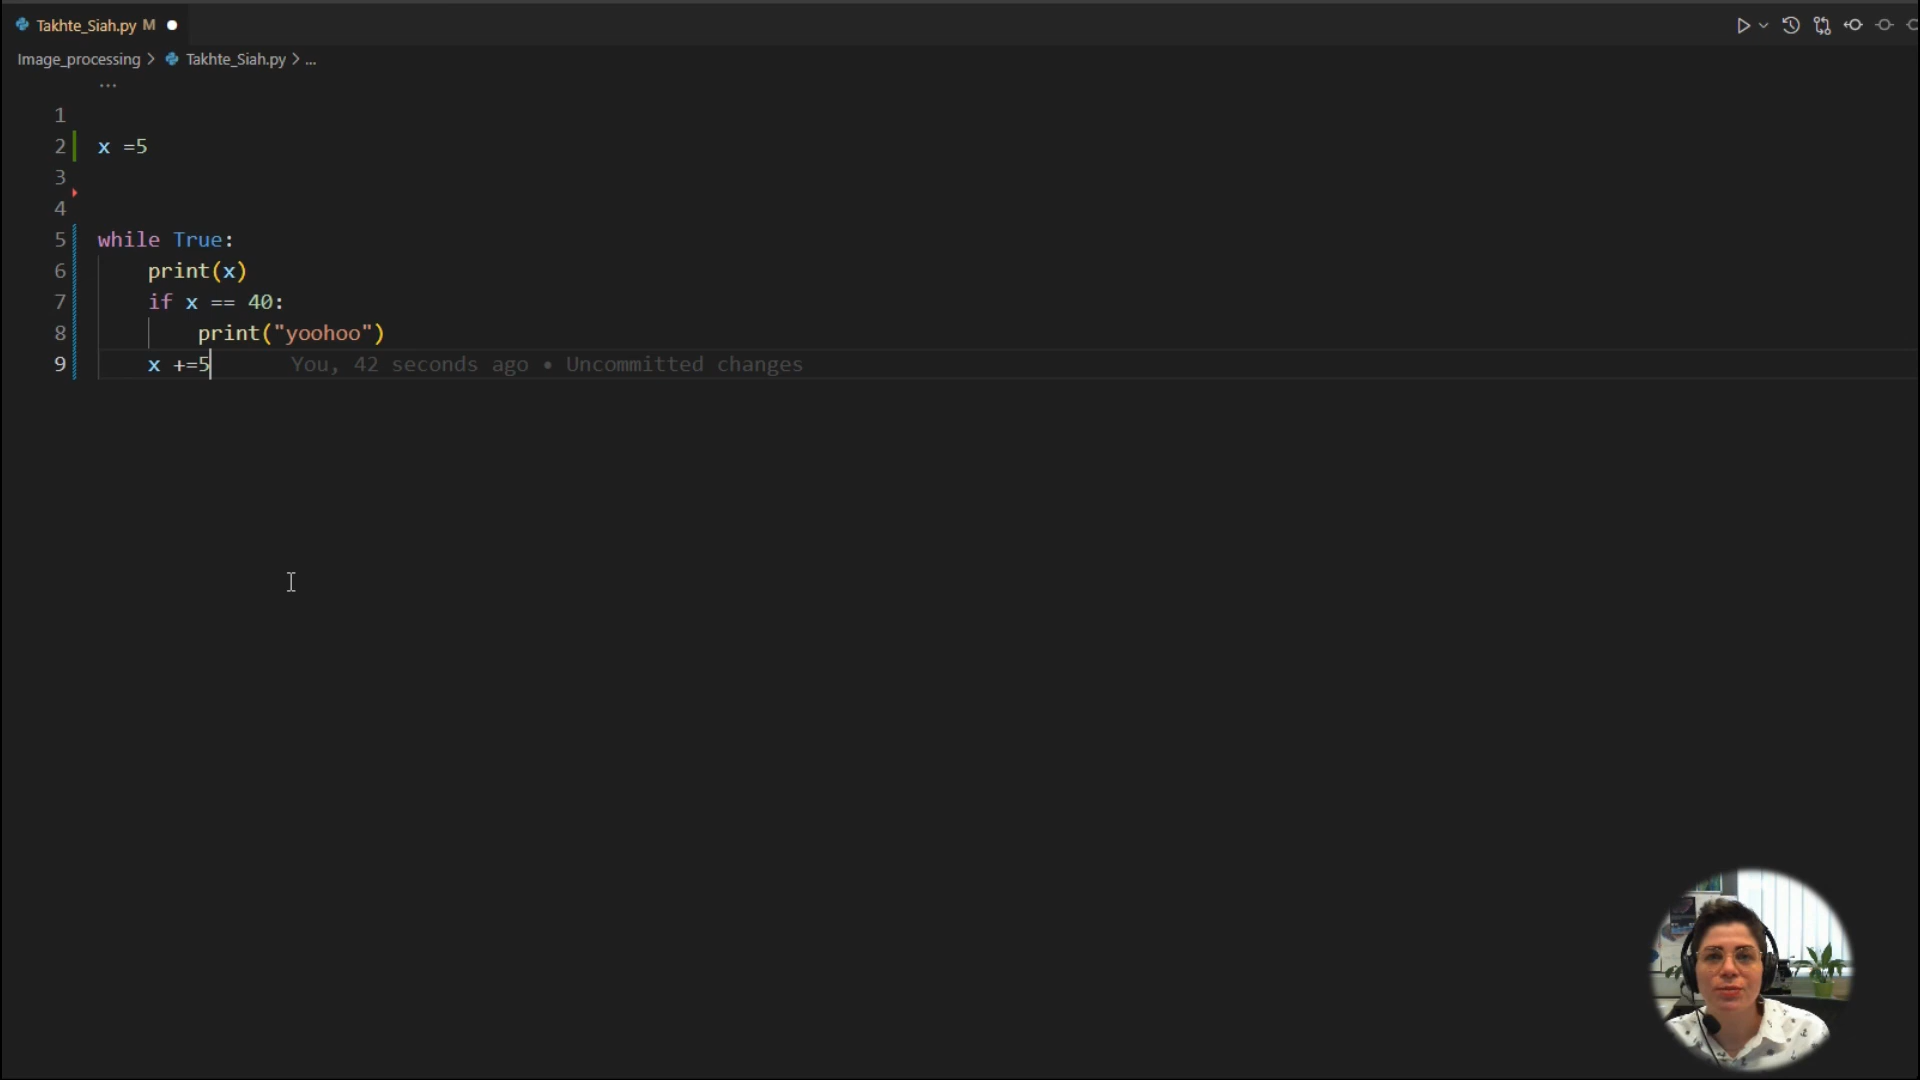 Takhte_Siah.py M
Image_processing > Takhte_Siah.py > ...
...
1
2 x =5
3
4
5 while True:
6 print(x)
7 if x == 40:
8 print("yoohoo")
9 x +=5 You, 42 seconds ago • Uncommitted changes